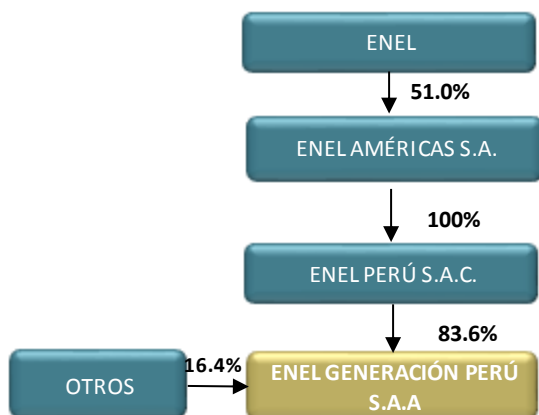 ENEL
51.0%
ENEL AMÉRICAS S.A.
100%
ENEL PERÚ S.A.C.
83.6%
16.4%
OTROS
ENEL GENERACIÓN PERÚ
S.A.A